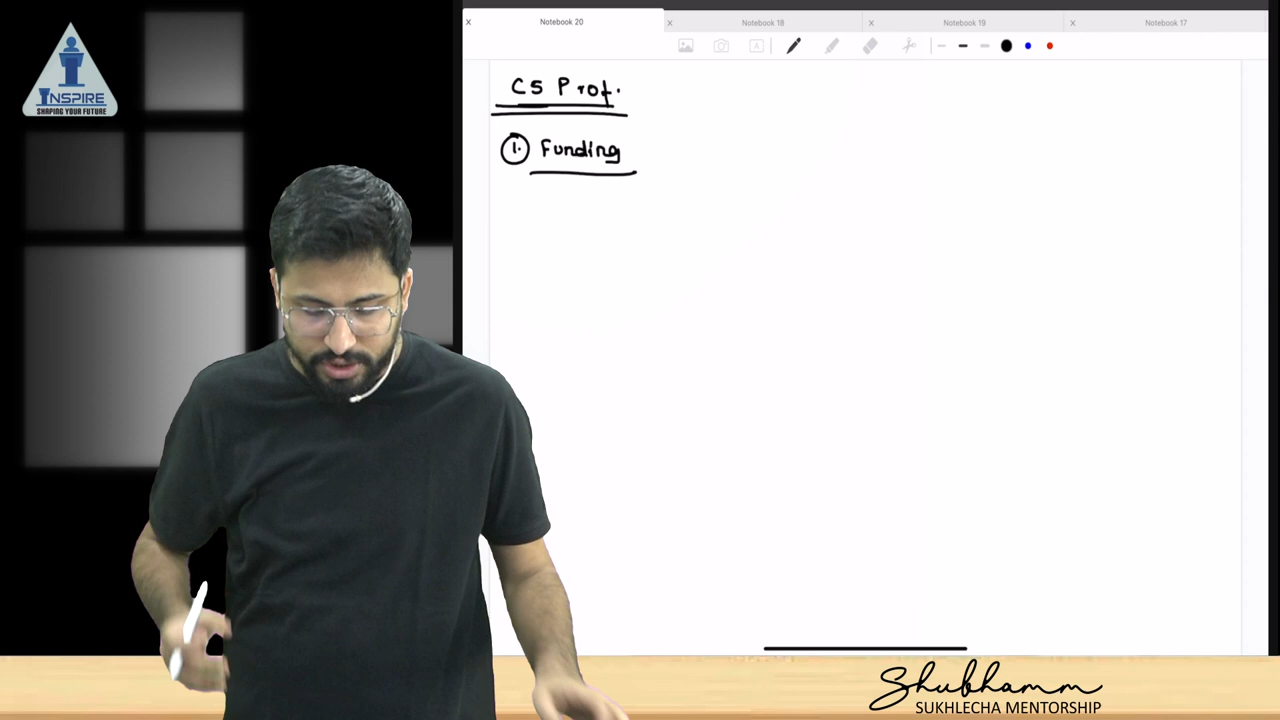 INSPIRE
SHAPING YOUR FUTURE
Notebook 20
Notebook 18
Notebook 19
Notebook 17
A
CS Prof.
1. Funding
Shubhamm
SUKHLECHA MENTORSHIP